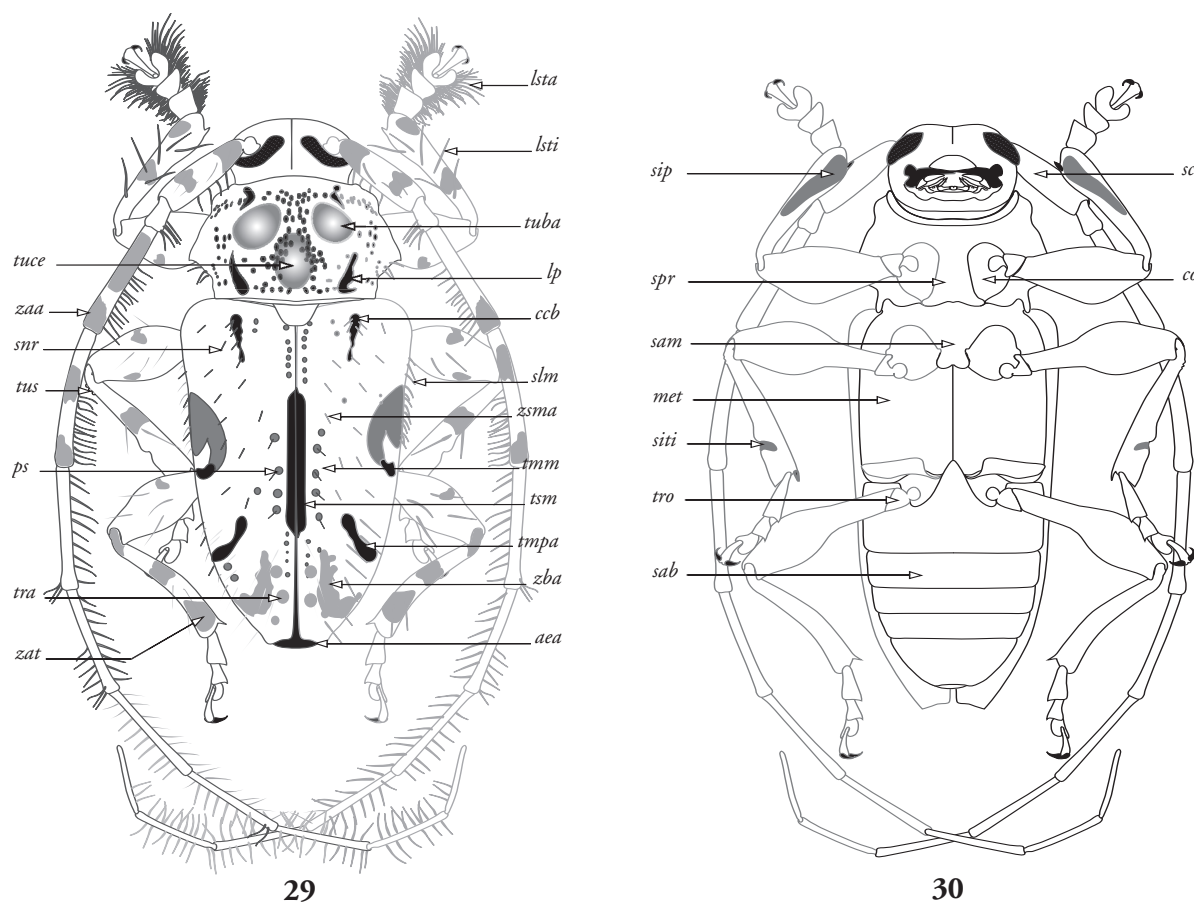 lsta
lsti
tuba
tuce
lp
zaa
ccb
snr
slm
tus
zsma
ps
tmm
tsm
tmpa
zba
tra
aea
zat
29
sip
sc
spr
co
sam
met
siti
tro
sab
30